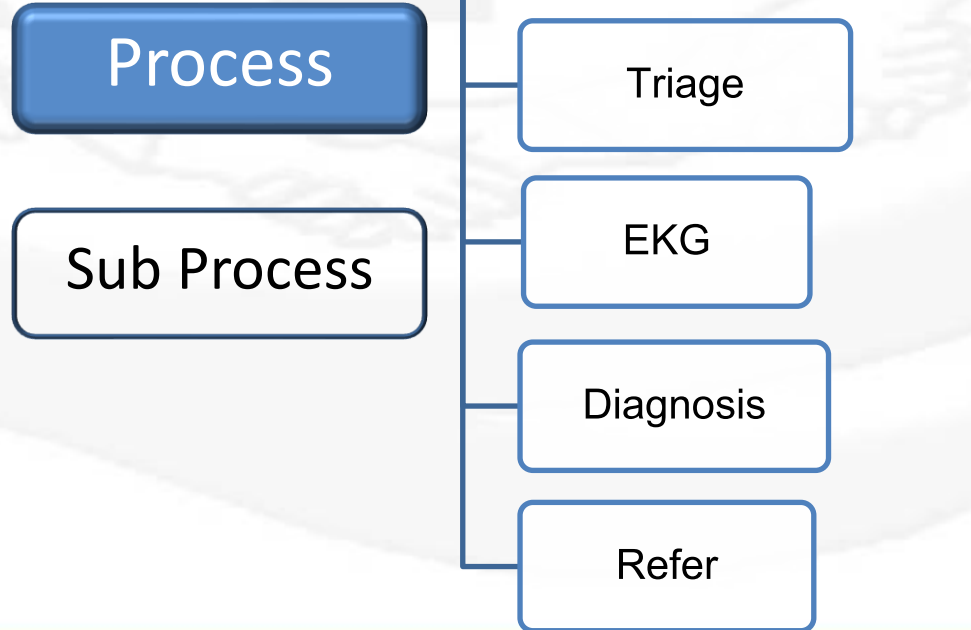 Process
Sub Process
Triage
EKG
Diagnosis
Refer